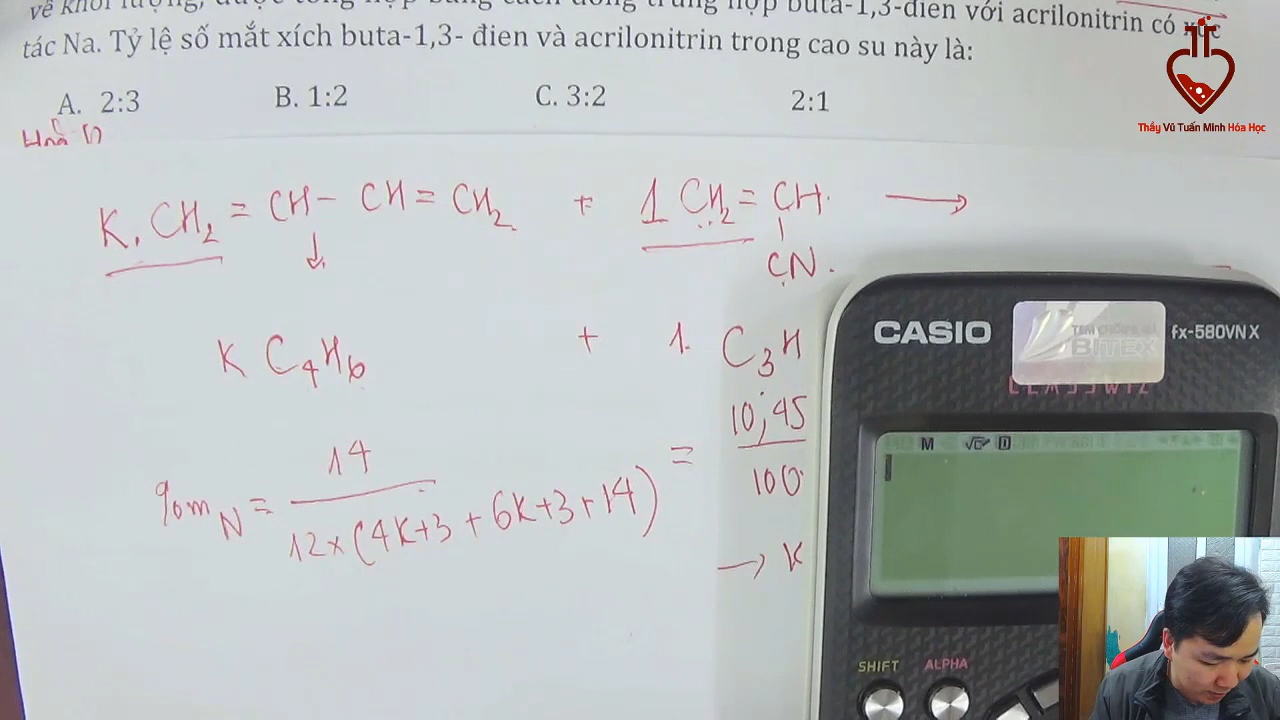 về khối lượng, được tổng hợp bằng cách đồng trùng hợp buta-1,3-đien với acrilonitrin có xúc
tác Na. Tỷ lệ số mắt xích buta-1,3- đien và acrilonitrin trong cao su này là:
A. 2:3 B. 1:2 C. 3:2 2:1
Thầy Vũ Tuấn Minh Hóa Học
K. CH2 = CH - CH = CH2 + 1 CH2 = CH.
CN.
K C4H6 + 1. C3H
%mN = 14 / 12x(4K+3 + 6K+3+14) = 10,45 / 100
→ K
CASIO fx-580VN X
BITEX
CLASSWIZ
M √ D
SHIFT ALPHA